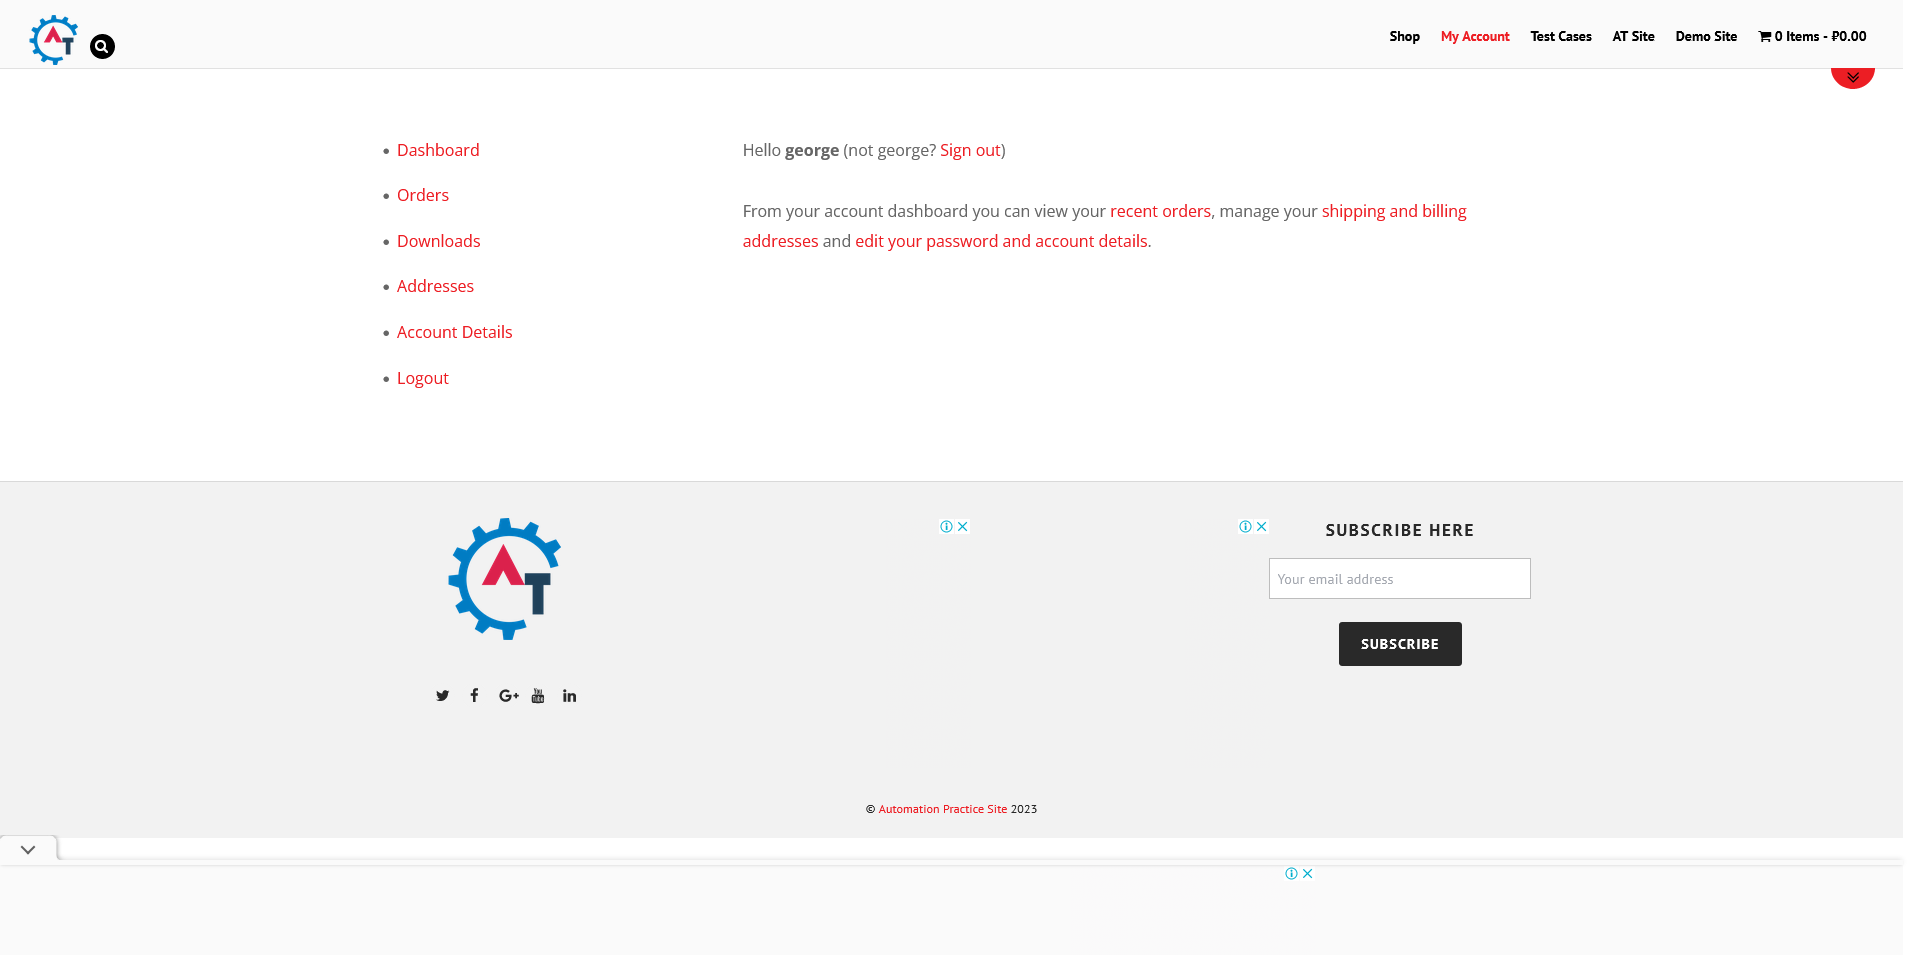 Shop My Account Test Cases AT Site Demo Site 0 Items - ₽0.00
AT
Dashboard
Orders
Downloads
Addresses
Account Details
Logout
Hello george (not george? Sign out)
From your account dashboard you can view your recent orders, manage your shipping and billing
addresses and edit your password and account details.
AT
SUBSCRIBE HERE
Your email address
SUBSCRIBE
© Automation Practice Site 2023